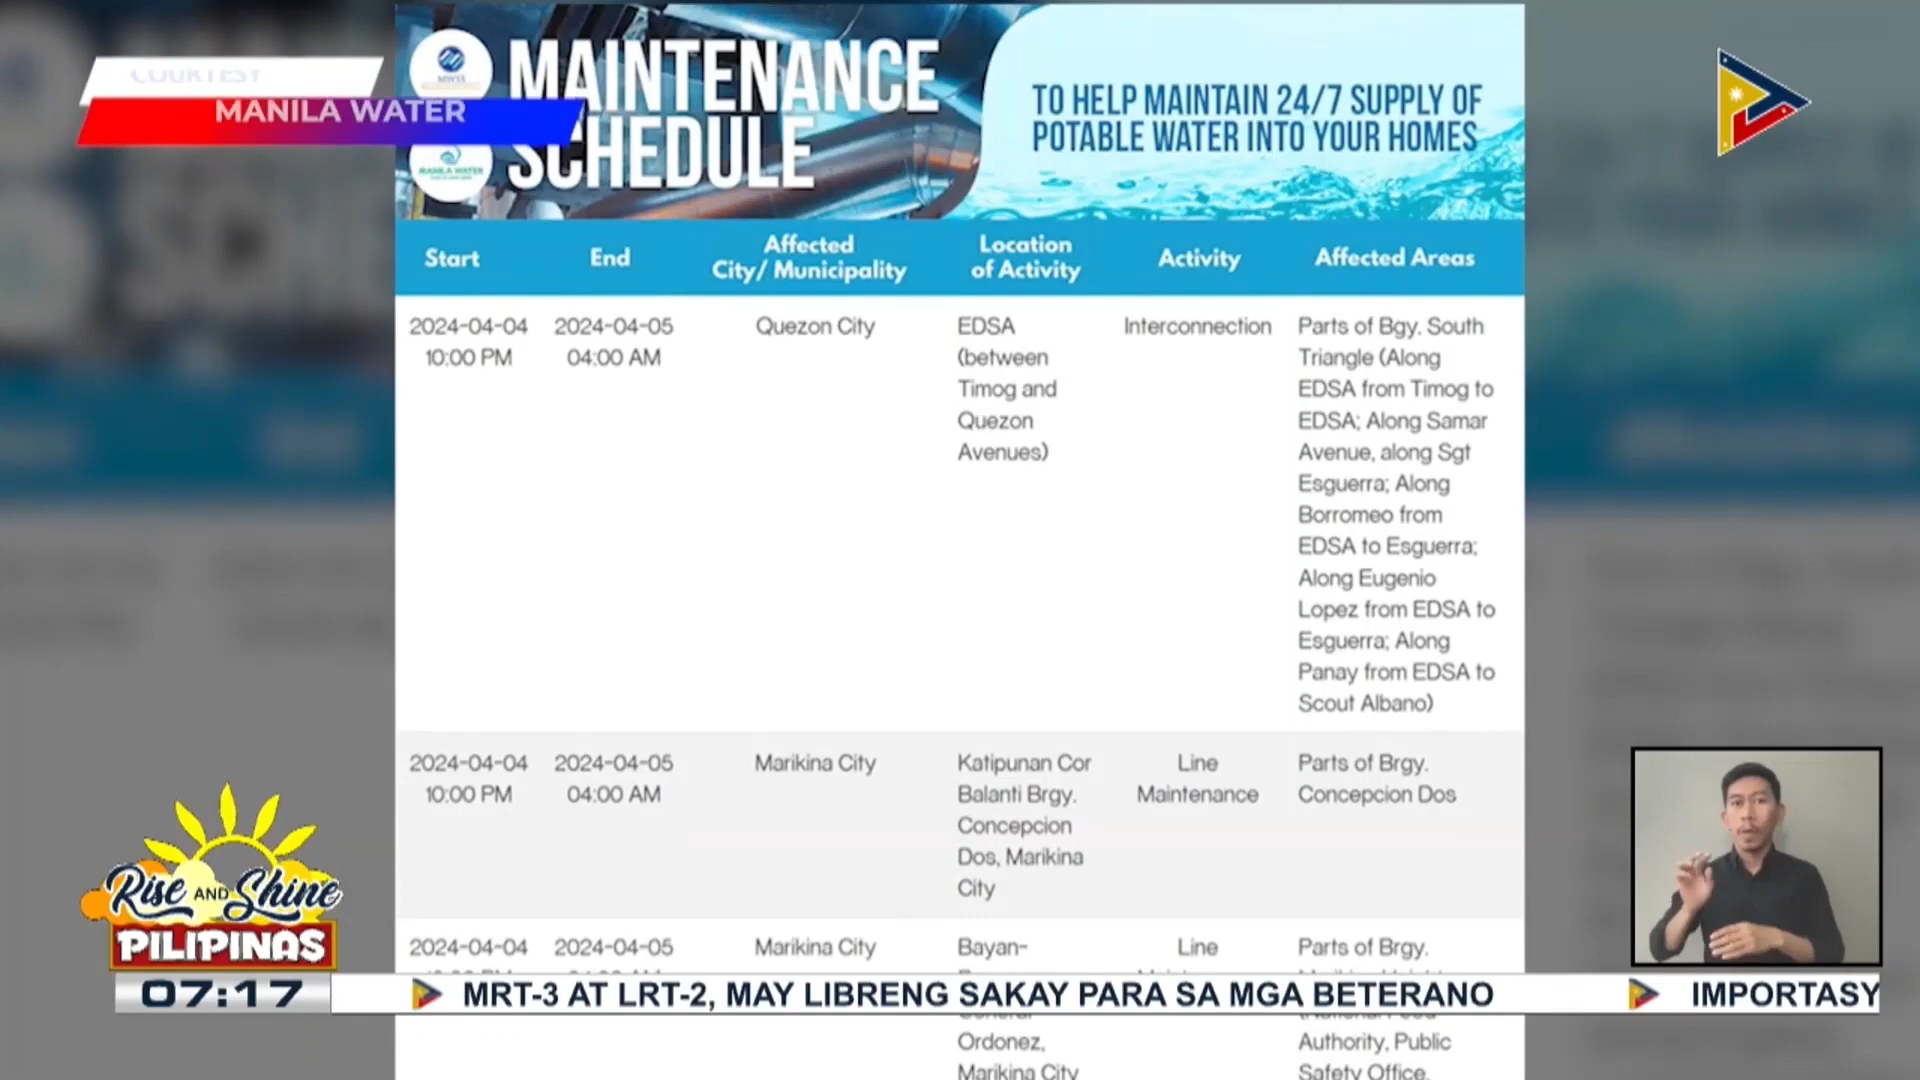 COURTESY
MANILA WATER
MWSS
MANILA WATER
MAINTENANCE
SCHEDULE
TO HELP MAINTAIN 24/7 SUPPLY OF
POTABLE WATER INTO YOUR HOMES
Start
End
Affected
City/ Municipality
Location
of Activity
Activity
Affected Areas
2024-04-04
10:00 PM
2024-04-05
04:00 AM
Quezon City
EDSA
(between
Timog and
Quezon
Avenues)
Interconnection
Parts of Bgy. South
Triangle (Along
EDSA from Timog to
EDSA; Along Samar
Avenue, along Sgt
Esguerra; Along
Borromeo from
EDSA to Esguerra;
Along Eugenio
Lopez from EDSA to
Esguerra; Along
Panay from EDSA to
Scout Albano)
2024-04-04
10:00 PM
2024-04-05
04:00 AM
Marikina City
Katipunan Cor
Balanti Brgy.
Concepcion
Dos, Marikina
City
Line
Maintenance
Parts of Brgy.
Concepcion Dos
2024-04-04
2024-04-05
Marikina City
Bayan-
Ordonez,
Marikina City
Line
Parts of Brgy.
Authority, Public
Safety Office,
Rise AND Shine
PILIPINAS
07:17
MRT-3 AT LRT-2, MAY LIBRENG SAKAY PARA SA MGA BETERANO
IMPORTASY